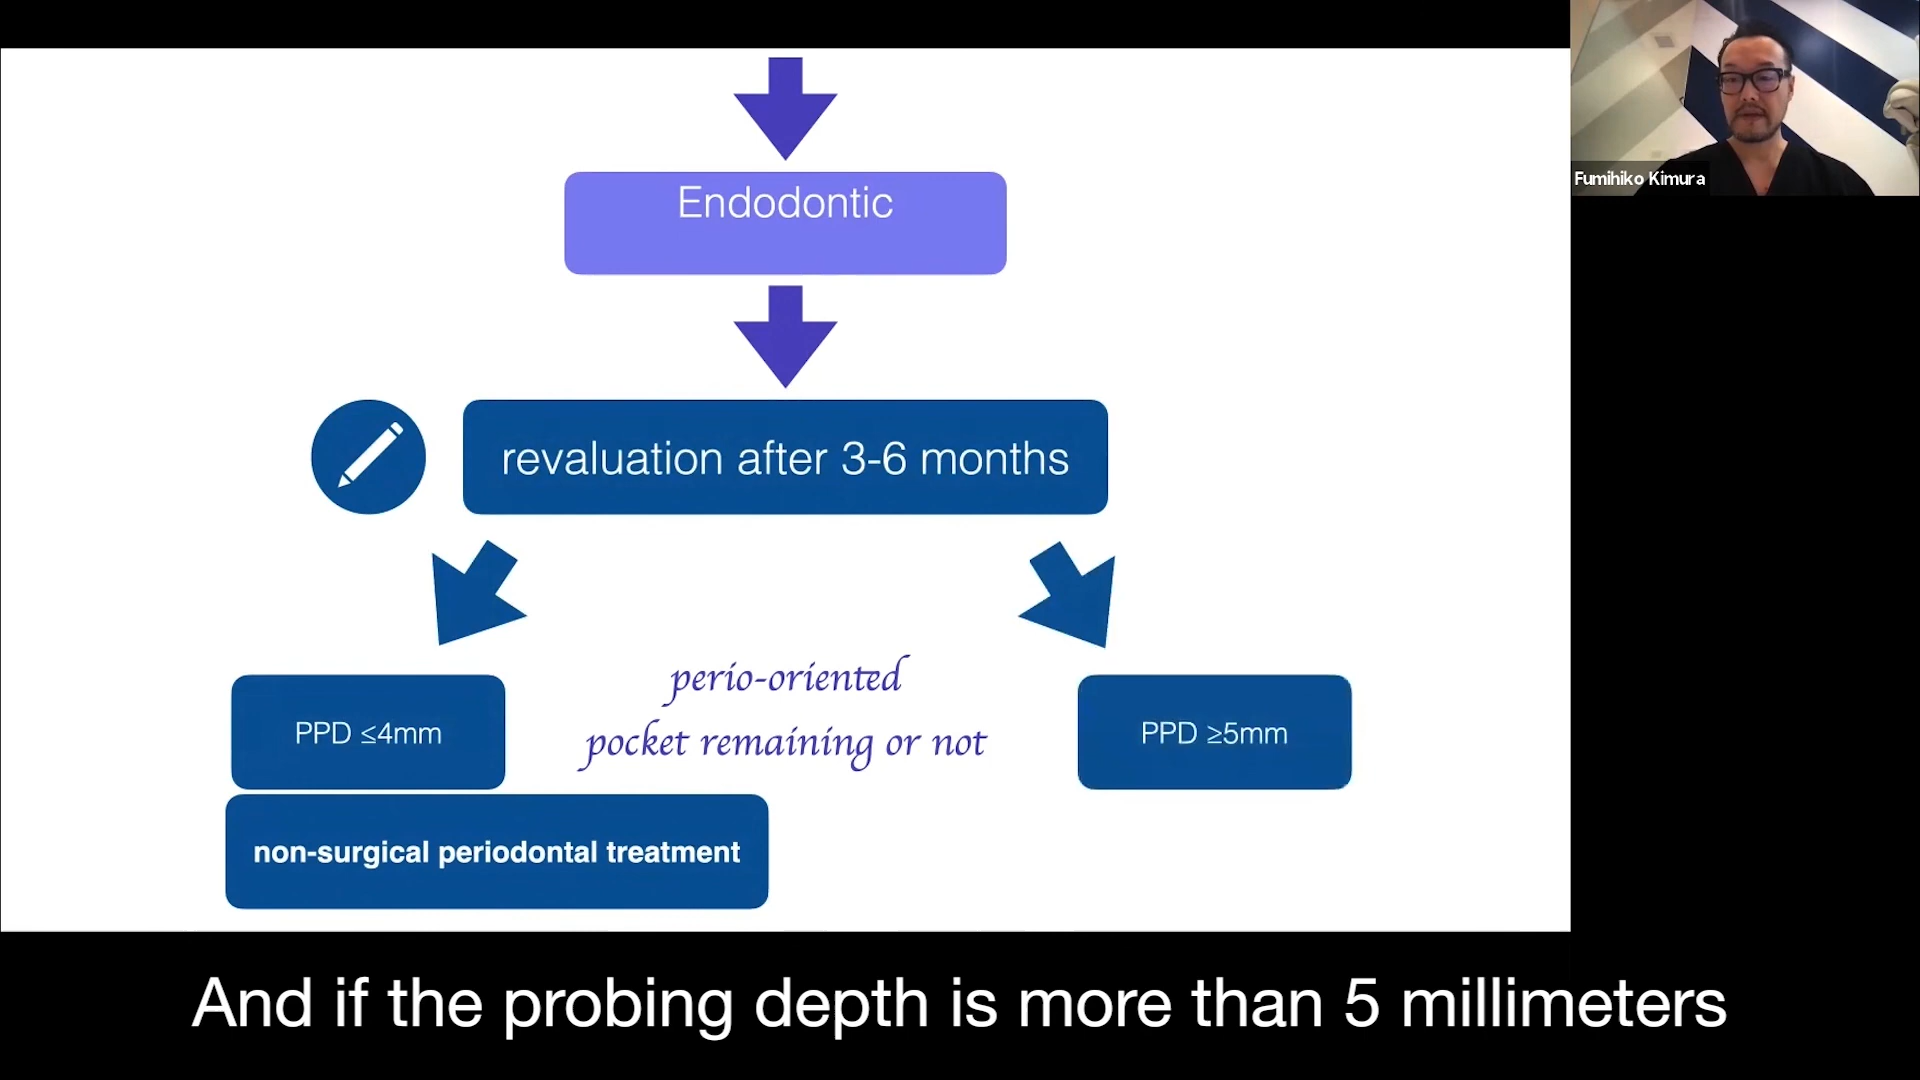 Fumihiko Kimura
Endodontic
revaluation after 3-6 months
perio-oriented
pocket remaining or not
PPD ≤4mm
PPD ≥5mm
non-surgical periodontal treatment
And if the probing depth is more than 5 millimeters